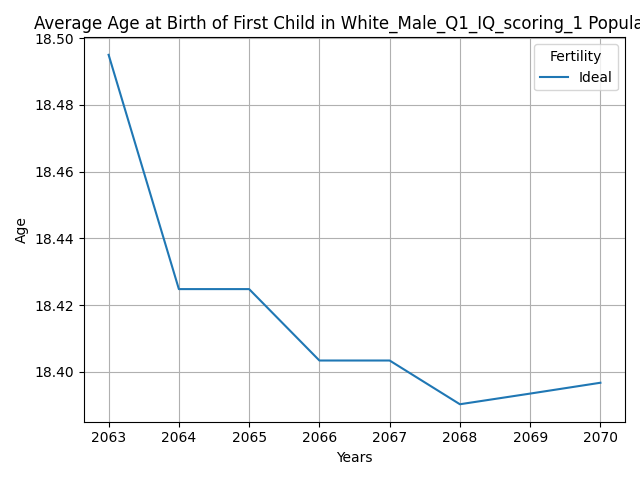 Average Age at Birth of First Child in White_Male_Q1_IQ_scoring_1 Popula
18.50
18.48
18.46
18.44
18.42
18.40
Age
Fertility
Ideal
2063 2064 2065 2066 2067 2068 2069 2070
Years